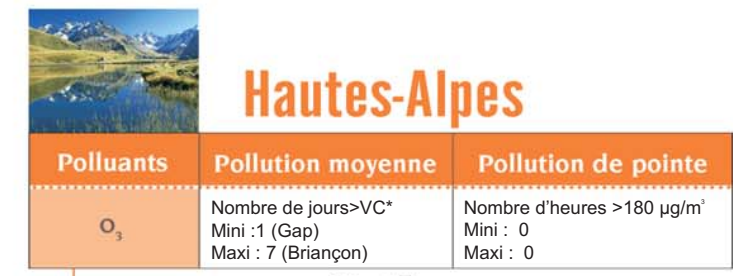 Hautes-Alpes
Polluants Pollution moyenne Pollution de pointe
O₃ Nombre de jours>VC* Nombre d'heures >180 µg/m³
Mini :1 (Gap) Mini : 0
Maxi : 7 (Briançon) Maxi : 0